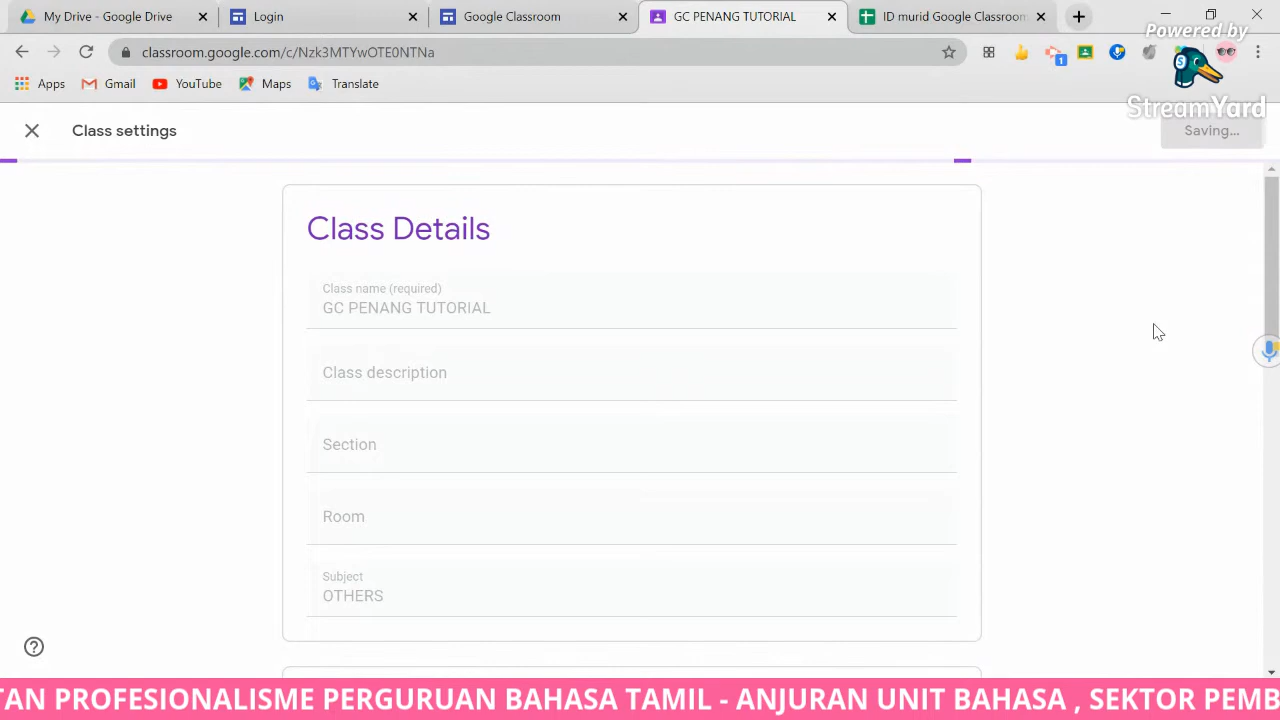 My Drive - Google Drive
Login
Google Classroom
GC PENANG TUTORIAL
ID murid Google Classroom
Powered by
classroom.google.com/c/Nzk3MTYwOTE0NTNa
1
Apps
Gmail
YouTube
Maps
Translate
S
StreamYard
Class settings
Saving...
Class Details
Class name (required)
GC PENANG TUTORIAL
Class description
Section
Room
Subject
OTHERS
TAN PROFESIONALISME PERGURUAN BAHASA TAMIL - ANJURAN UNIT BAHASA , SEKTOR PEMB